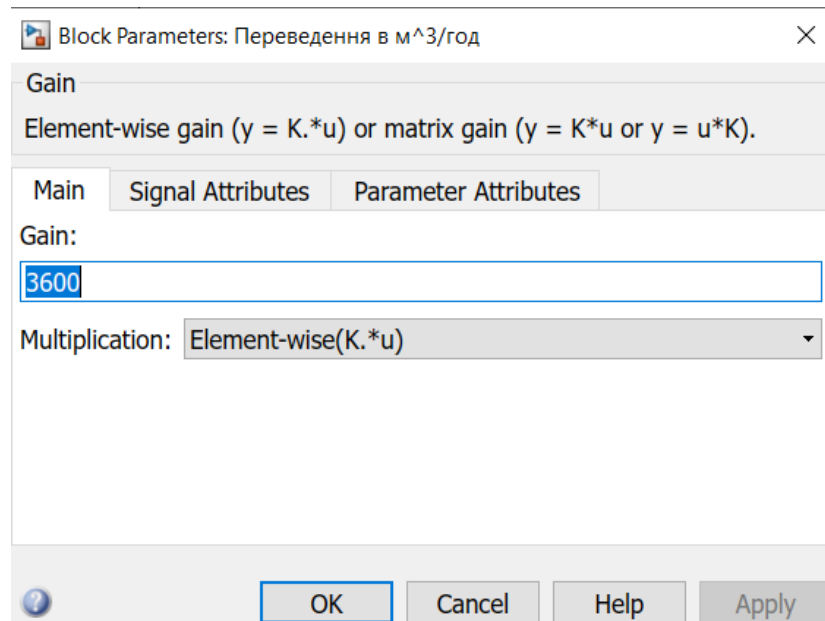 Block Parameters: Переведення в м^3/год
Gain
Element-wise gain (y = K.*u) or matrix gain (y = K*u or y = u*K).
Main Signal Attributes Parameter Attributes
Gain:
3600
Multiplication: Element-wise(K.*u)
OK Cancel Help Apply